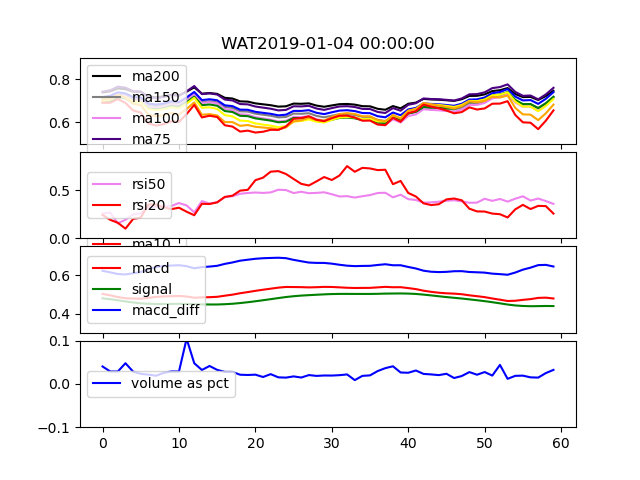 WAT2019-01-04 00:00:00
0.8
0.6
ma200
ma150
ma100
ma75
0.5
0.0
rsi50
rsi20
ma10
0.6
0.4
macd
signal
macd_diff
0.1
0.0
−0.1
volume as pct
0 10 20 30 40 50 60